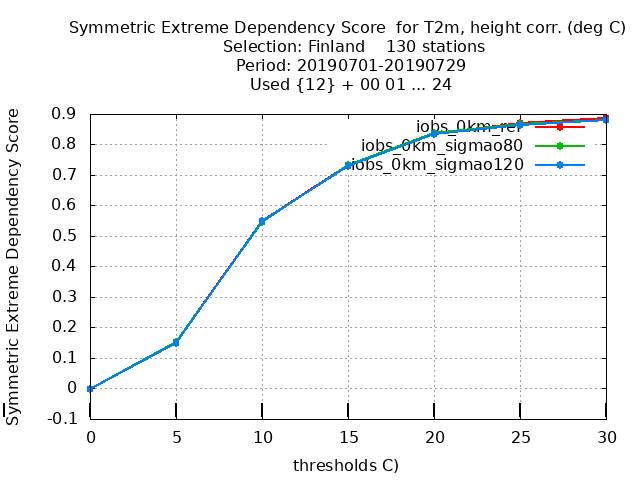 Symmetric Extreme Dependency Score  for T2m, height corr. (deg C)
Selection: Finland    130 stations
Period: 20190701-20190729
Used {12} + 00 01 ... 24
Symmetric Extreme Dependency Score
0.9
0.8
0.7
0.6
0.5
0.4
0.3
0.2
0.1
0
-0.1
iobs_0km_ref
iobs_0km_sigmao80
iobs_0km_sigmao120
0 5 10 15 20 25 30
thresholds C)